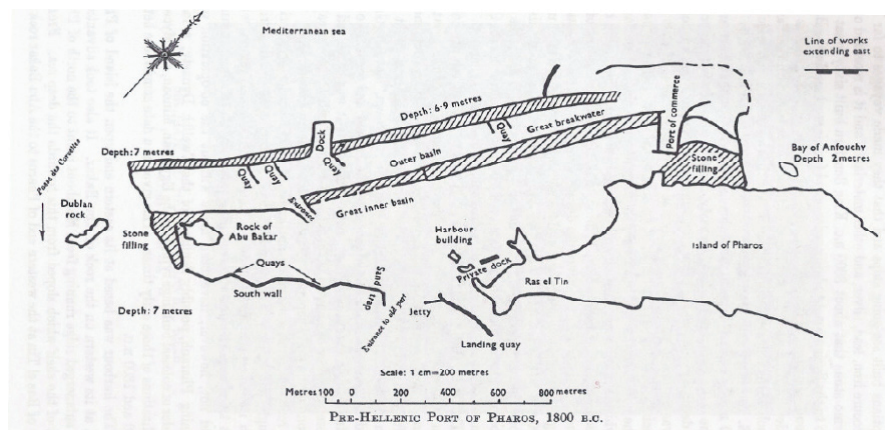 Mediterranean sea
Line of works
extending east
Depth: 6-9 metres
Dock
Quay
Quay
Great breakwater
Port of commerce
Depth: 7 metres
Outer basin
Quay
Quay
Stone
filling
Bay of Anfouchy
Depth 2 metres
Passe des Corvettes
Entrance
Great inner basin
Dublan
rock
Stone
filling
Rock of
Abu Bakar
Harbour
building
Island of Pharos
Quays
Private dock
Ras el Tin
South wall
Sand
Depth: 7 metres
Entrance to old port
Jetty
Landing quay
Scale: 1 cm=200 metres
Metres 100 0 200 400 600 800 metres
PRE-HELLENIC PORT OF PHAROS, 1800 B.C.